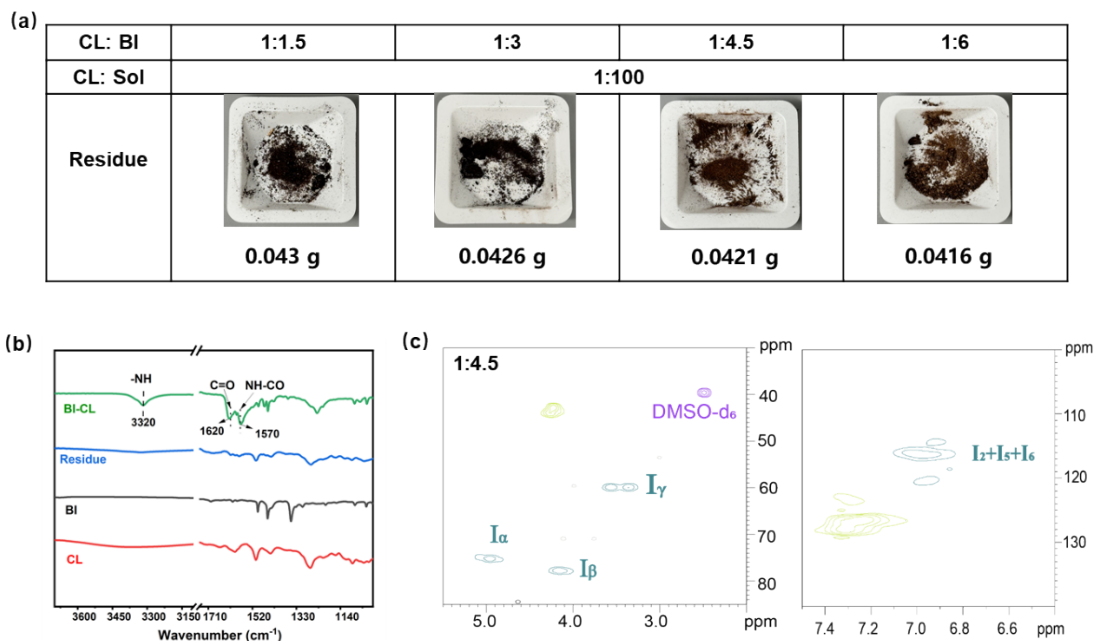 (a)
CL: BI 1:1.5 1:3 1:4.5 1:6
CL: Sol 1:100
Residue
0.043 g 0.0426 g 0.0421 g 0.0416 g
(b)
-NH
C=O NH-CO
BI-CL
3320
1620 1570
Residue
BI
CL
3600 3450 3300 3150 1710 1520 1330 1140
Wavenumber (cm⁻¹)
(c)
1:4.5
ppm
40
DMSO-d₆
50
60
Iγ
70
Iα
Iβ
80
5.0 4.0 3.0 ppm
ppm
100
110
I₂+I₅+I₆
120
130
7.4 7.2 7.0 6.8 6.6 ppm